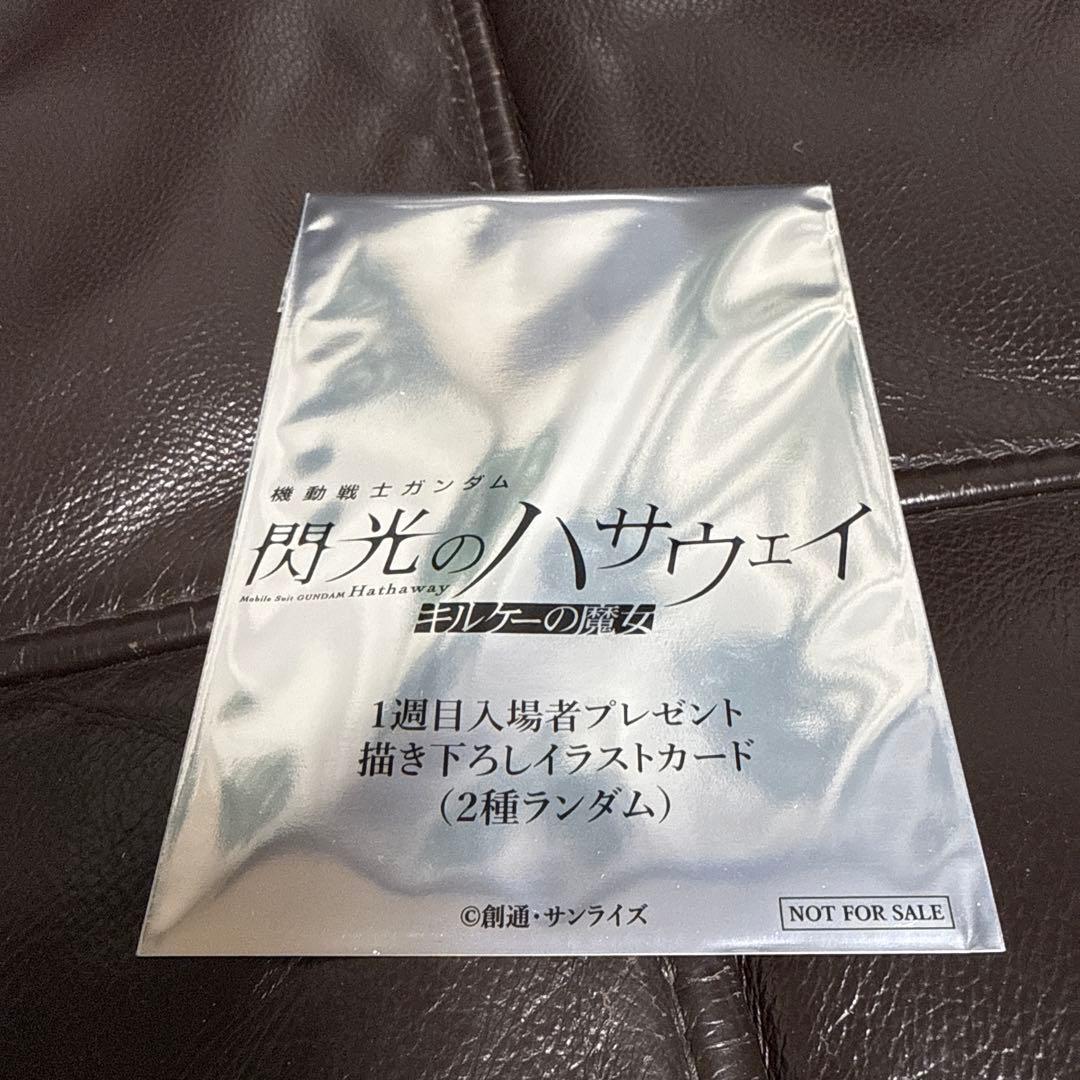 機動戦士ガンダム
閃光のハサウェイ
Mobile Suit GUNDAM Hathaway
キルケーの魔女
1週目入場者プレゼント
描き下ろしイラストカード
（2種ランダム）
©創通・サンライズ
NOT FOR SALE